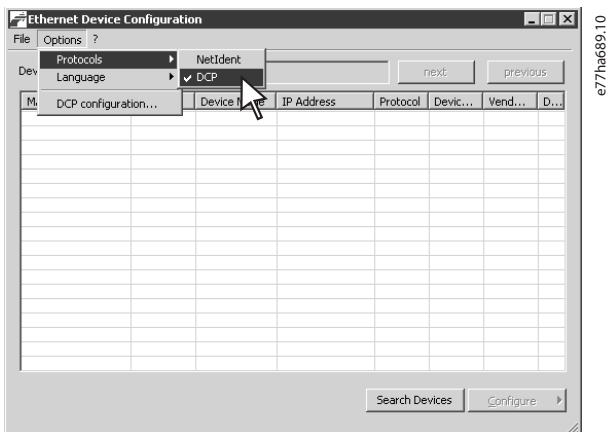 Ethernet Device Configuration
File Options ?
Protocols NetIdent
Dev next previous
Language DCP
DCP configuration...
M Device N me IP Address Protocol Devic... Vend... D...
Search Devices Configure
e77ha689.10